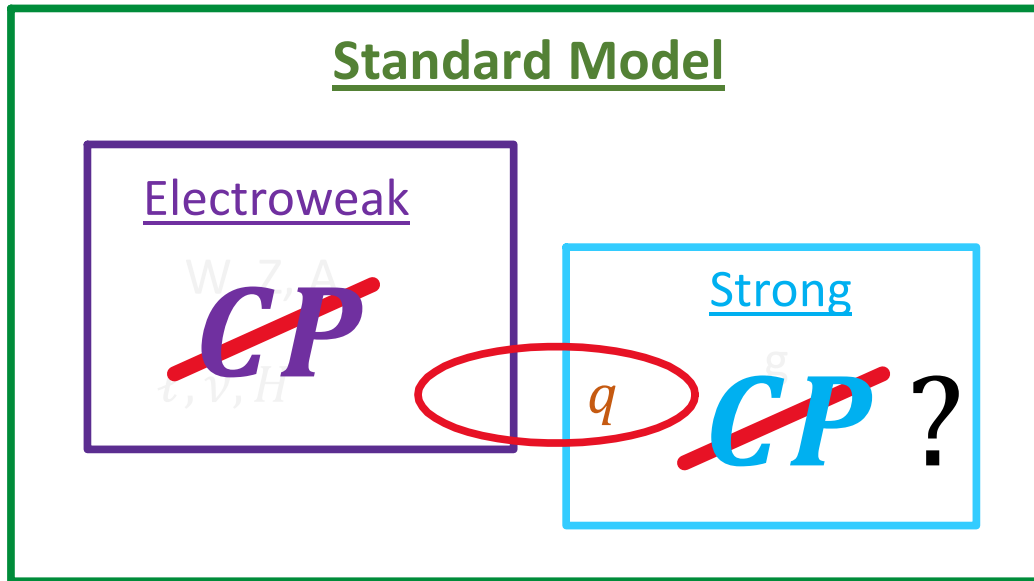 Standard Model
Electroweak
W, Z, A
CP
ℓ, ν, H
Strong
g
q
CP ?